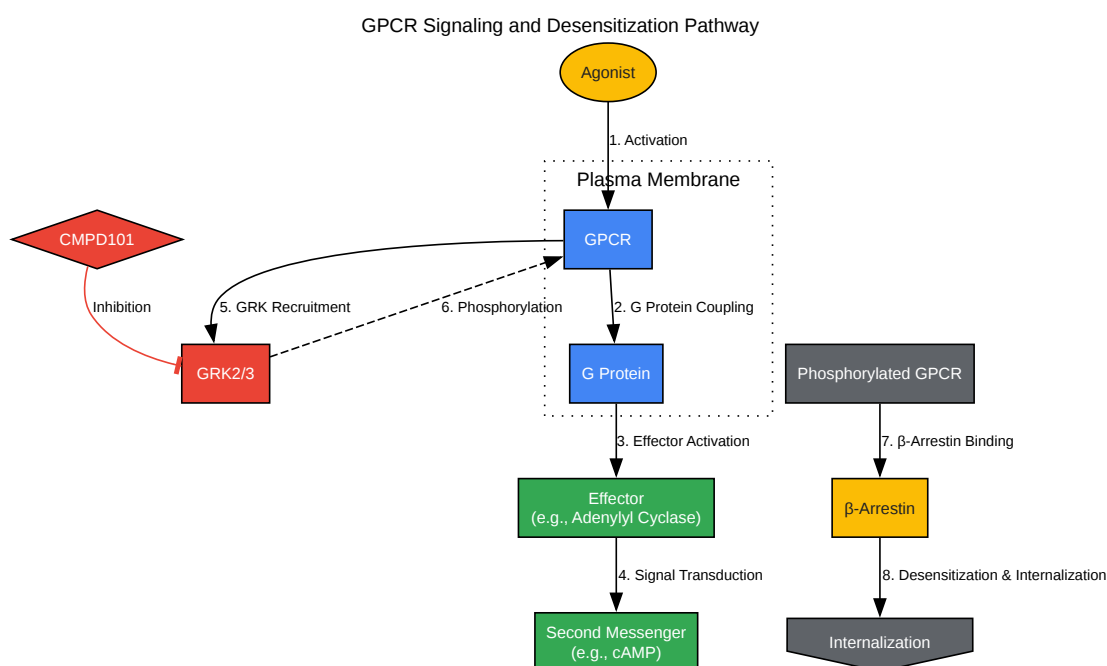 GPCR Signaling and Desensitization Pathway
Agonist
1. Activation
Plasma Membrane
CMPD101
GPCR
Inhibition
5. GRK Recruitment
6. Phosphorylation
2. G Protein Coupling
GRK2/3
G Protein
Phosphorylated GPCR
3. Effector Activation
7. β-Arrestin Binding
Effector
(e.g., Adenylyl Cyclase)
β-Arrestin
4. Signal Transduction
8. Desensitization & Internalization
Second Messenger
(e.g., cAMP)
Internalization